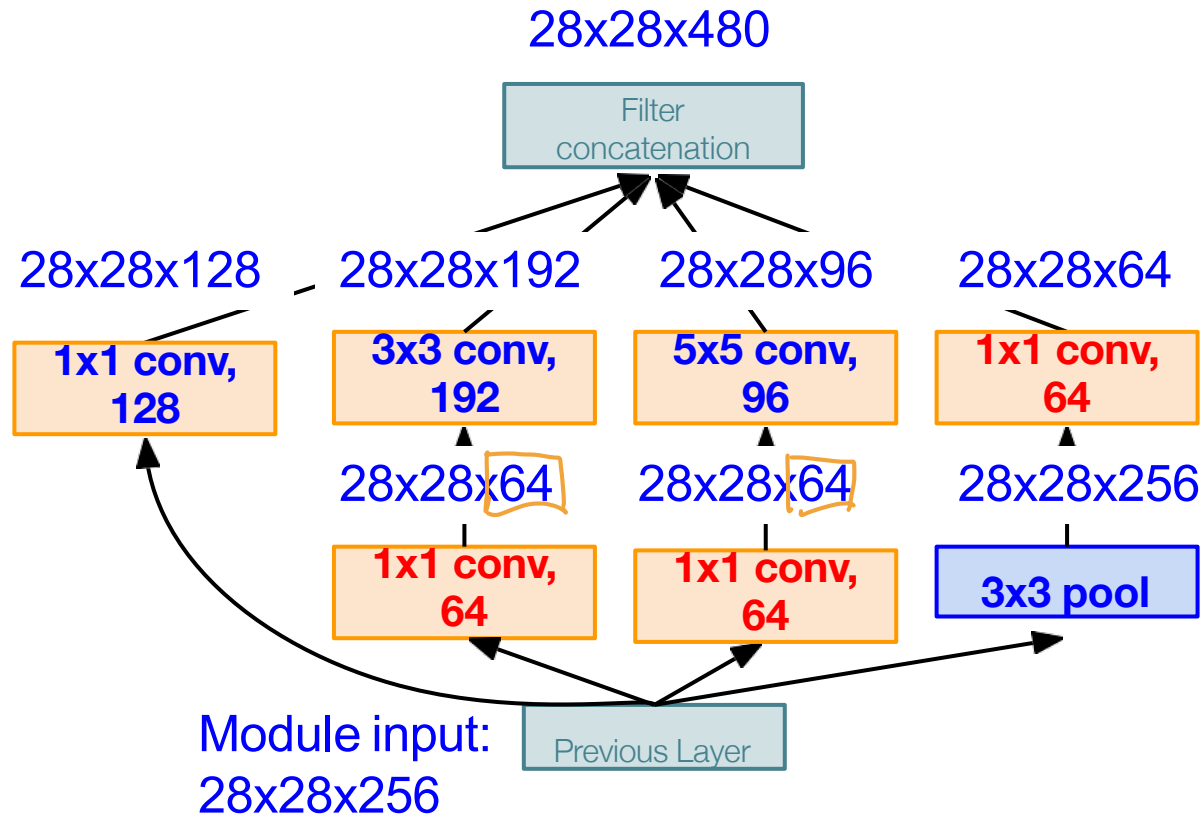 28x28x480
Filter
concatenation
28x28x128
28x28x192
28x28x96
28x28x64
1x1 conv,
128
3x3 conv,
192
5x5 conv,
96
1x1 conv,
64
28x28x64
28x28x64
28x28x256
1x1 conv,
64
1x1 conv,
64
3x3 pool
Module input:
28x28x256
Previous Layer